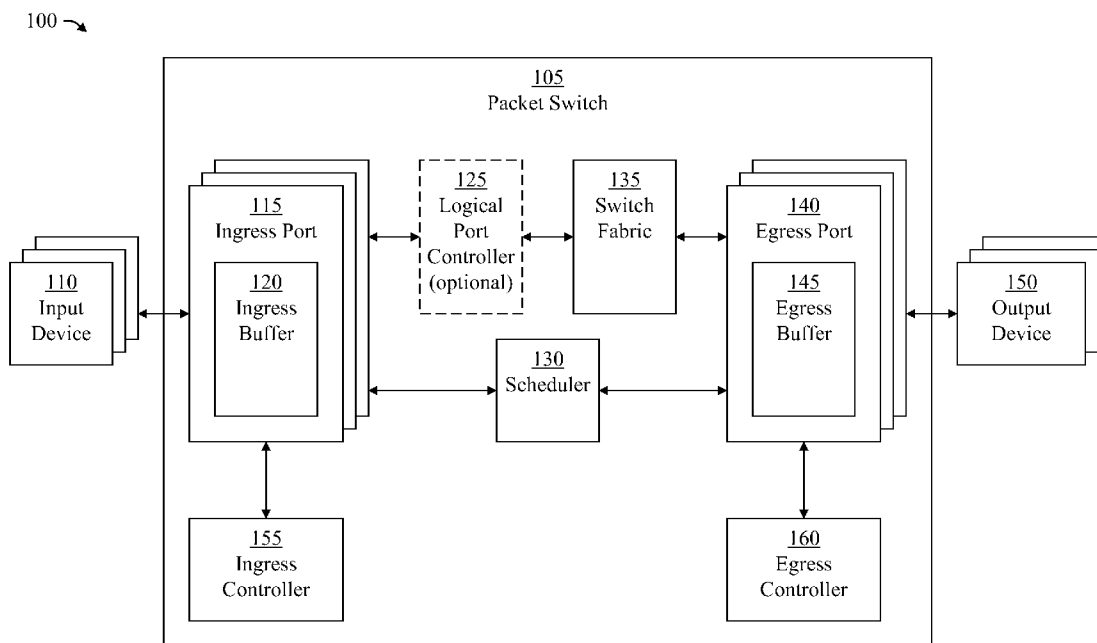 100
105
Packet Switch
115
Ingress Port
120
Ingress
Buffer
125
Logical
Port
Controller
(optional)
135
Switch
Fabric
140
Egress Port
145
Egress
Buffer
110
Input
Device
150
Output
Device
130
Scheduler
155
Ingress
Controller
160
Egress
Controller